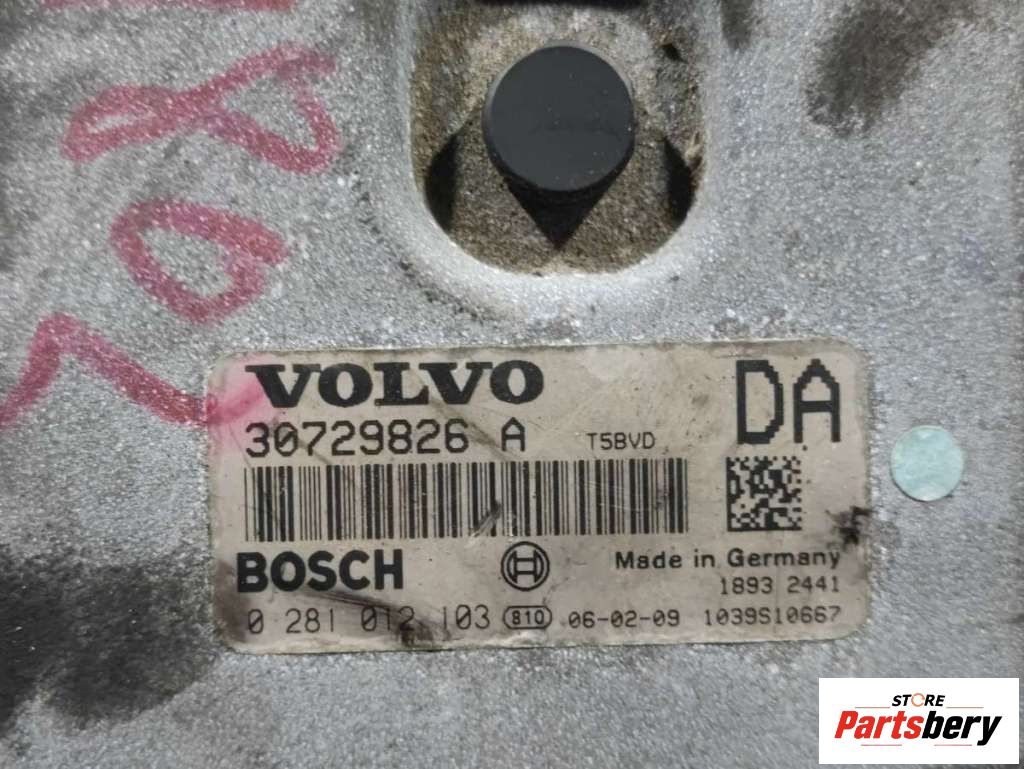 VOLVO
DA
30729826 A T5BVD
BOSCH
Made in Germany
1893 2441
0 281 012 103 810 06-02-09 1039S10667
STORE
Partsbery